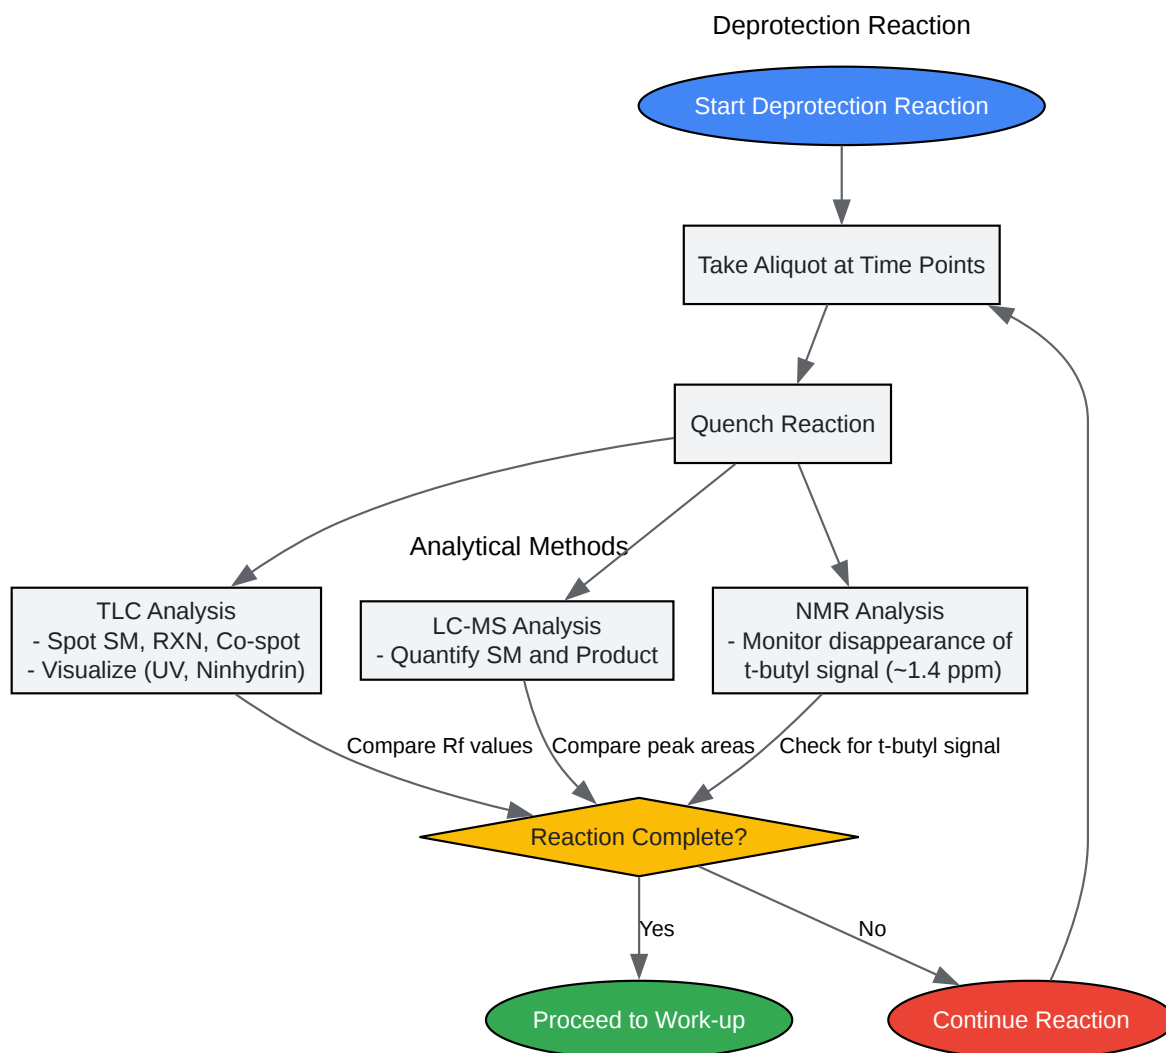 Deprotection Reaction
Start Deprotection Reaction
Take Aliquot at Time Points
Quench Reaction
Analytical Methods
TLC Analysis
- Spot SM, RXN, Co-spot
- Visualize (UV, Ninhydrin)
LC-MS Analysis
- Quantify SM and Product
NMR Analysis
- Monitor disappearance of
t-butyl signal (~1.4 ppm)
Compare Rf values
Compare peak areas
Check for t-butyl signal
Reaction Complete?
Yes
No
Proceed to Work-up
Continue Reaction